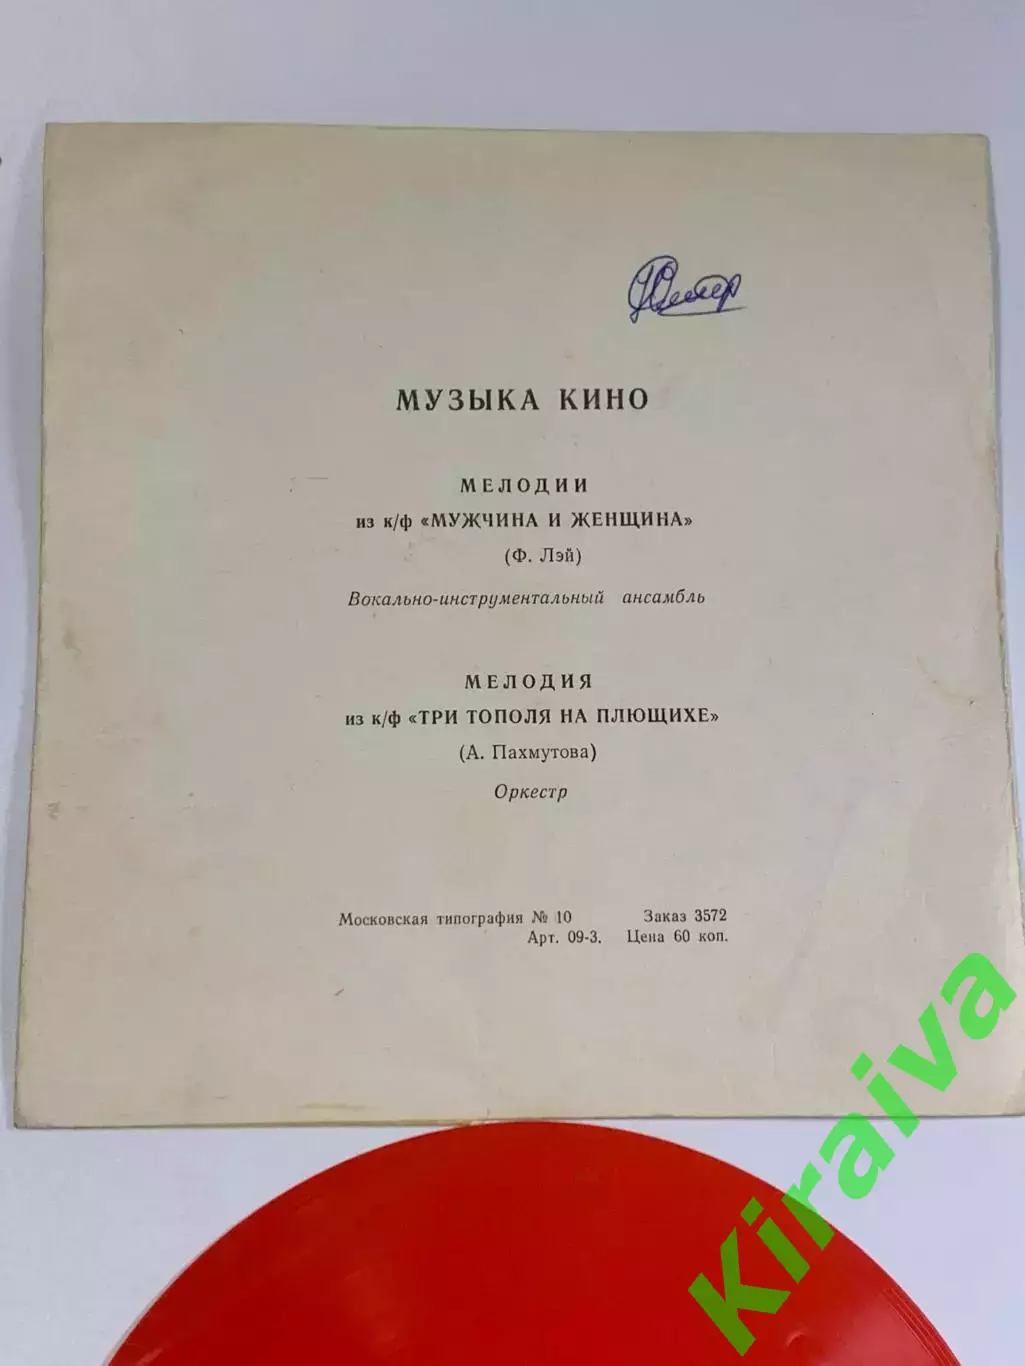 МУЗЫКА КИНО
МЕЛОДИИ
из к/ф «МУЖЧИНА И ЖЕНЩИНА»
(Ф. Лэй)
Вокально-инструментальный ансамбль
МЕЛОДИЯ
из к/ф «ТРИ ТОПОЛЯ НА ПЛЮЩИХЕ»
(А. Пахмутова)
Оркестр
Московская типография № 10 Заказ 3572
Арт. 09-3. Цена 60 коп.
Kiraiva